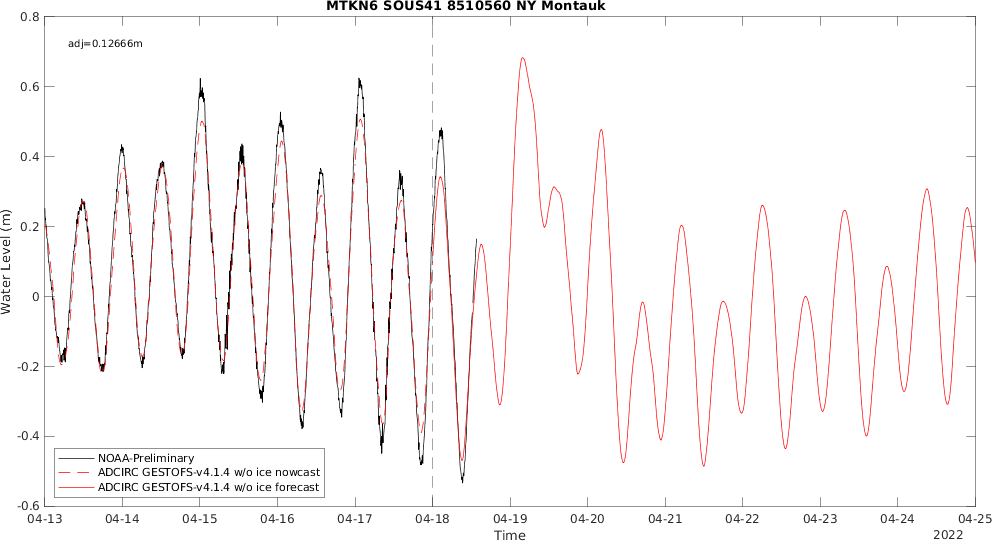 MTKN6 SOUS41 8510560 NY Montauk
adj=0.12666m
0.8
0.6
0.4
0.2
0
-0.2
-0.4
-0.6
Water Level (m)
NOAA-Preliminary
ADCIRC GESTOFS-v4.1.4 w/o ice nowcast
ADCIRC GESTOFS-v4.1.4 w/o ice forecast
04-13 04-14 04-15 04-16 04-17 04-18 04-19 04-20 04-21 04-22 04-23 04-24 04-25
Time
2022